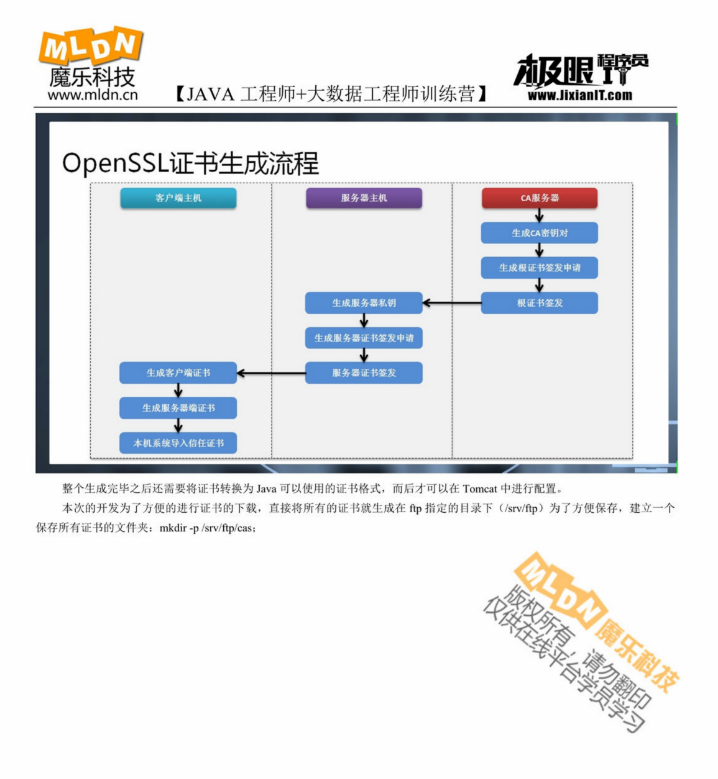 MLDN
魔乐科技
www.mldn.cn
【JAVA 工程师+大数据工程师训练营】
极限IT程序员
www.JixianIT.com
OpenSSL证书生成流程
客户端主机
服务器主机
CA服务器
生成CA密钥对
生成根证书签发申请
根证书签发
生成服务器私钥
生成服务器证书签发申请
服务器证书签发
生成客户端证书
生成服务器端证书
本机系统导入信任证书
整个生成完毕之后还需要将证书转换为 Java 可以使用的证书格式，而后才可以在 Tomcat 中进行配置。
本次的开发为了方便的进行证书的下载，直接将所有的证书就生成在 ftp 指定的目录下（/srv/ftp）为了方便保存，建立一个
保存所有证书的文件夹：mkdir -p /srv/ftp/cas；
MLDN 魔乐科技
版权所有，请勿翻印
仅供在线平台学员学习